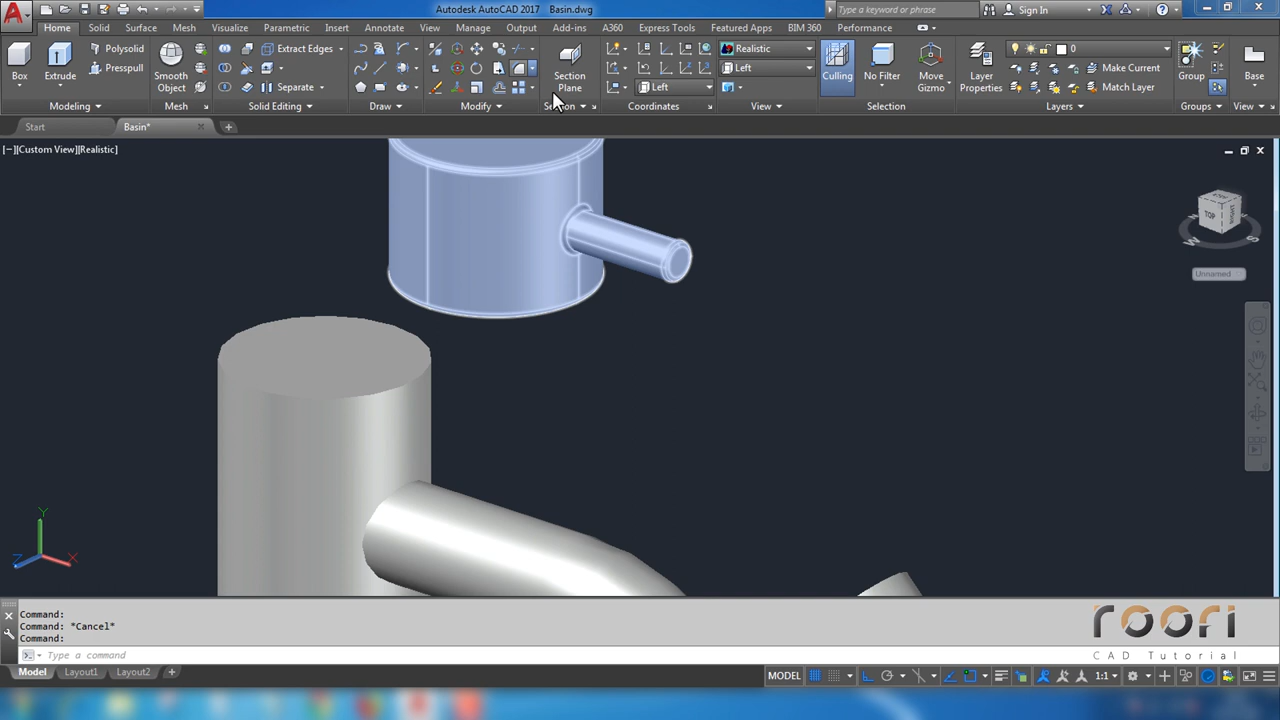 Autodesk AutoCAD 2017 Basin.dwg
Type a keyword or phrase
Sign In
Home Solid Surface Mesh Visualize Parametric Insert Annotate View Manage Output Add-ins A360 Express Tools Featured Apps BIM 360 Performance
Box
Extrude
Polysolid
Presspull
Smooth
Object
Extract Edges
Separate
Section
Plane
Realistic
Left
Left
Culling
No Filter
Move
Gizmo
Layer
Properties
0
Make Current
Match Layer
Group
Base
Modeling
Mesh
Solid Editing
Draw
Modify
Section
Coordinates
View
Selection
Layers
Groups
View
Start
Basin*
[−][Custom View][Realistic]
TOP
W
S
Unnamed
Y
Z
X
Command:
Command: *Cancel*
Command:
Type a command
roori
CAD Tutorial
Model Layout1 Layout2
MODEL
1:1